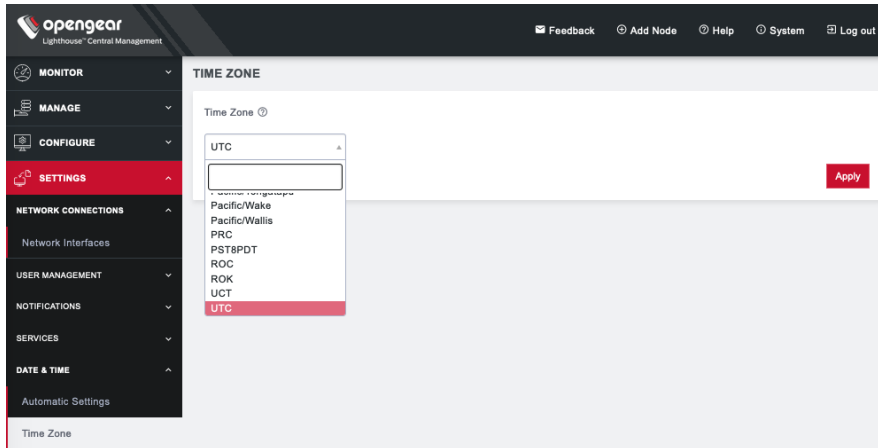 opengear
Lighthouse™ Central Management
Feedback
Add Node
Help
System
Log out
MONITOR
MANAGE
CONFIGURE
SETTINGS
NETWORK CONNECTIONS
Network Interfaces
USER MANAGEMENT
NOTIFICATIONS
SERVICES
DATE & TIME
Automatic Settings
Time Zone
TIME ZONE
Time Zone
UTC
Pacific/Tongatapu
Pacific/Wake
Pacific/Wallis
PRC
PST8PDT
ROC
ROK
UCT
UTC
Apply